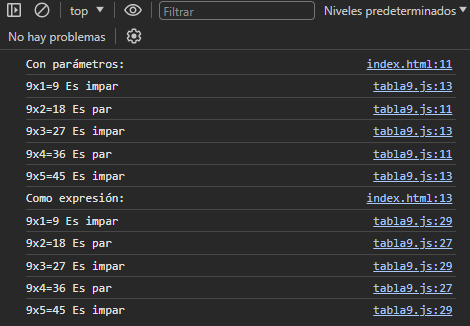 top Filtrar Niveles predeterminados
No hay problemas
Con parámetros: index.html:11
9x1=9 Es impar tabla9.js:13
9x2=18 Es par tabla9.js:11
9x3=27 Es impar tabla9.js:13
9x4=36 Es par tabla9.js:11
9x5=45 Es impar tabla9.js:13
Como expresión: index.html:13
9x1=9 Es impar tabla9.js:29
9x2=18 Es par tabla9.js:27
9x3=27 Es impar tabla9.js:29
9x4=36 Es par tabla9.js:27
9x5=45 Es impar tabla9.js:29